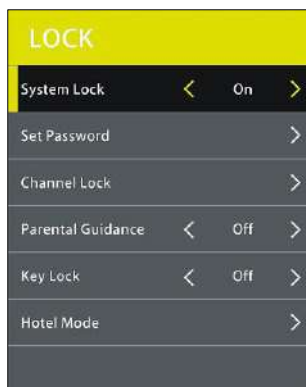 LOCK
System Lock < On >
Set Password >
Channel Lock >
Parental Guidance < Off >
Key Lock < Off >
Hotel Mode >